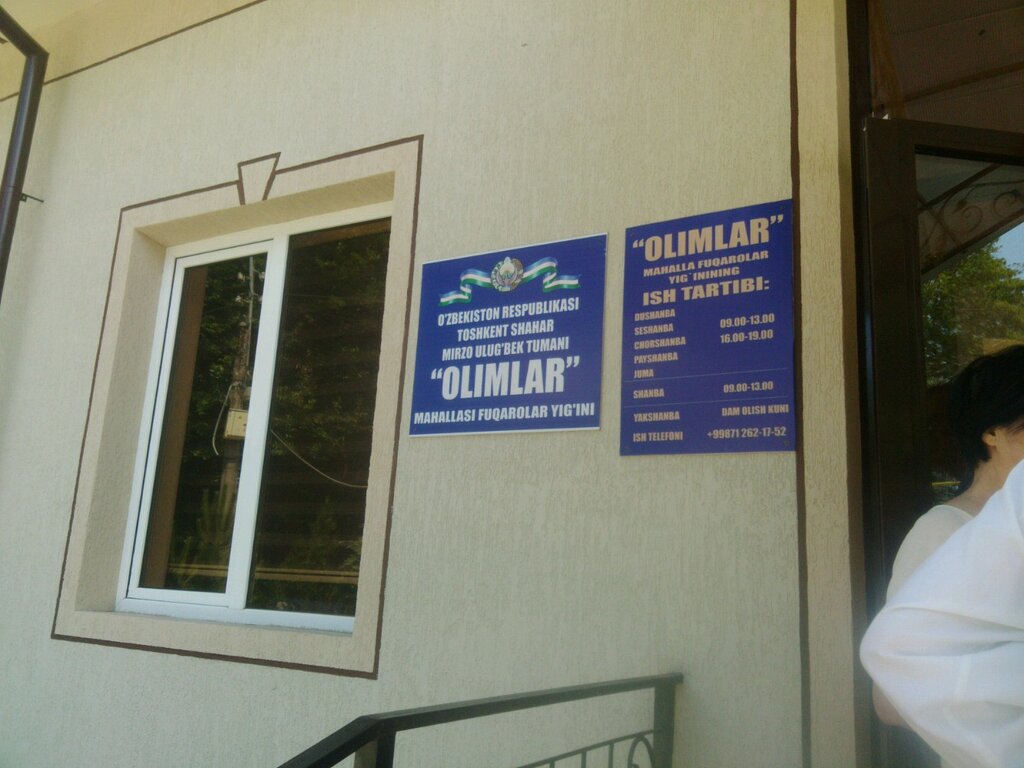 O'ZBEKISTON RESPUBLIKASI
TOSHKENT SHAHAR
MIRZO ULUG'BEK TUMANI
"OLIMLAR"
MAHALLASI FUQAROLAR YIG'INI
"OLIMLAR"
MAHALLA FUQAROLAR
YIG`ININING
ISH TARTIBI:
DUSHANBA
SESHANBA
CHORSHANBA
PAYSHANBA
JUMA
09.00-13.00
16.00-19.00
SHANBA 09.00-13.00
YAKSHANBA DAM OLISH KUNI
ISH TELEFONI +99871 262-17-52